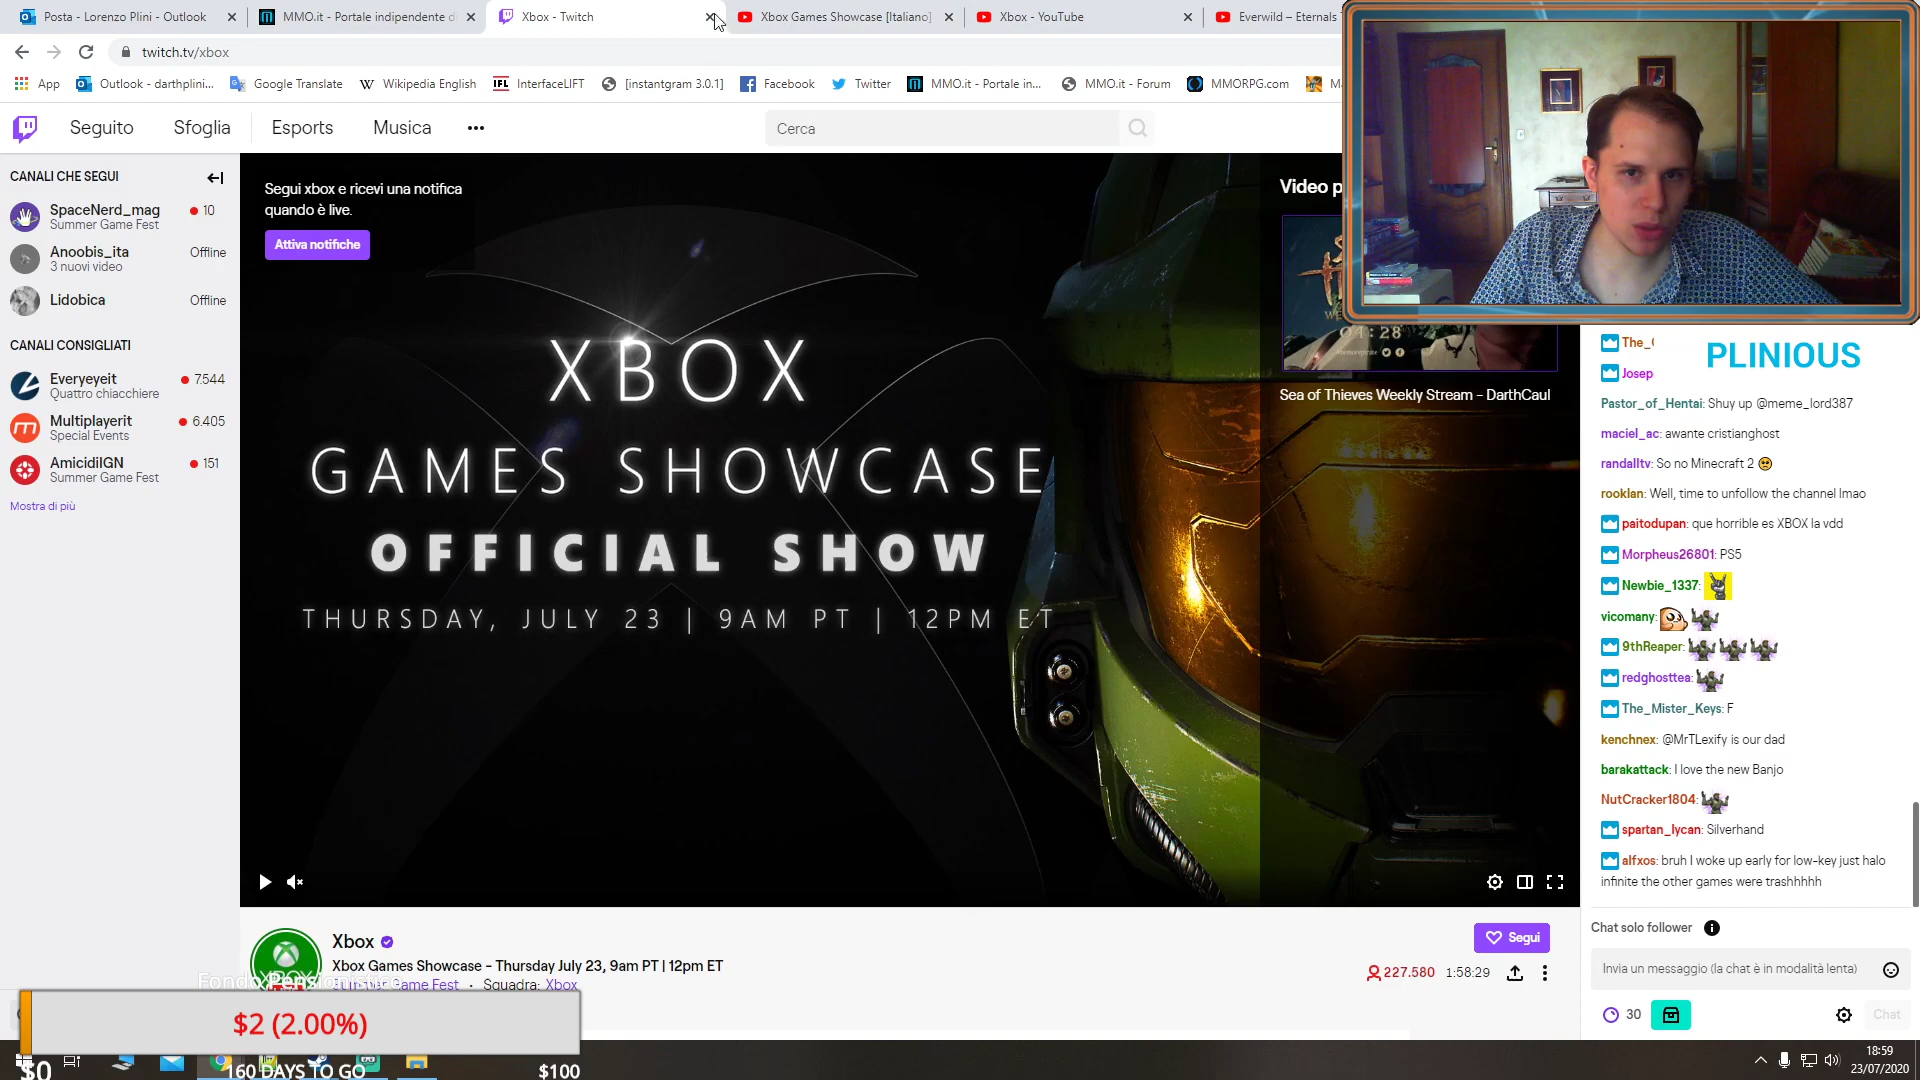 Posta - Lorenzo Plini - Outlook
MMO.it - Portale indipendente d
Xbox - Twitch
Xbox Games Showcase [Italiano]
Xbox - YouTube
Everwild – Eternals
twitch.tv/xbox
App
Outlook - darthplini...
Google Translate
Wikipedia English
IFL InterfaceLIFT
[instantgram 3.0.1]
Facebook
Twitter
MMO.it - Portale in...
MMO.it - Forum
MMORPG.com
Seguito
Sfoglia
Esports
Musica
Cerca
CANALI CHE SEGUI
SpaceNerd_mag
10
Summer Game Fest
Anoobis_ita
Offline
3 nuovi video
Lidobica
Offline
CANALI CONSIGLIATI
Everyeyeit
7.544
Quattro chiacchiere
Multiplayerit
6.405
Special Events
AmicidiIGN
151
Summer Game Fest
Mostra di più
Segui xbox e ricevi una notifica
quando è live.
Attiva notifiche
XBOX
GAMES SHOWCASE
OFFICIAL SHOW
THURSDAY, JULY 23 | 9AM PT | 12PM ET
Video p
04:28
Sea of Thieves Weekly Stream - DarthCaul
PLINIOUS
The_
Josep
Pastor_of_Hentai: Shuy up @meme_lord387
maciel_ac: awante cristianghost
randalltv: So no Minecraft 2
rooklan: Well, time to unfollow the channel lmao
paitodupan: que horrible es XBOX la vdd
Morpheus26801: PS5
Newbie_1337:
vicomany:
9thReaper:
redghosttea:
The_Mister_Keys: F
kenchnex: @MrTLexify is our dad
barakattack: I love the new Banjo
NutCracker1804:
spartan_lycan: Silverhand
alfxos: bruh I woke up early for low-key just halo
infinite the other games were trashhhhh
Chat solo follower
Invia un messaggio (la chat è in modalità lenta)
30
Chat
Xbox
Xbox Games Showcase - Thursday July 23, 9am PT | 12pm ET
Summer Game Fest · Squadra: Xbox
Segui
227.580
1:58:29
$2 (2.00%)
$0
160 DAYS TO GO
$100
18:59
23/07/2020